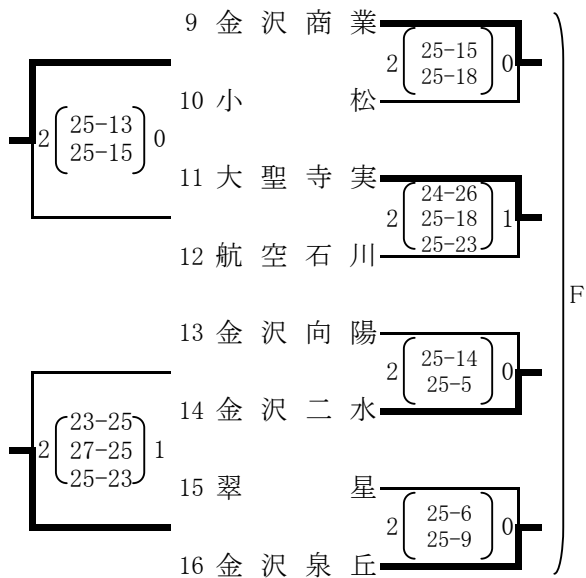 9 金沢商業
2 25-15 0
25-18
10 小松
2 25-13 0
25-15
11 大聖寺実
24-26
2 25-18 1
25-23
12 航空石川
F
13 金沢向陽
2 25-14 0
25-5
14 金沢二水
23-25
2 27-25 1
25-23
15 翠星
2 25-6 0
25-9
16 金沢泉丘